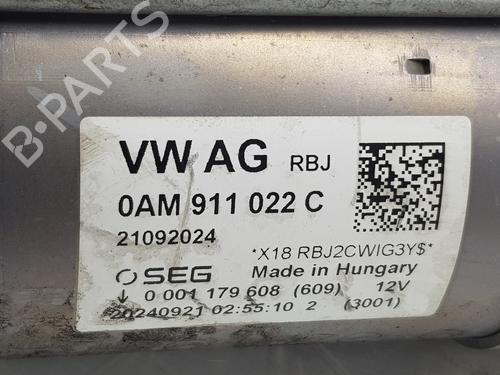 B-PARTS
VW AG RBJ
0AM 911 022 C
21092024
*X18 RBJ2CWIG3Y$*
SEG Made in Hungary
0 001 179 608 (609) 12V
20240921 02:55:10 2 (3001)